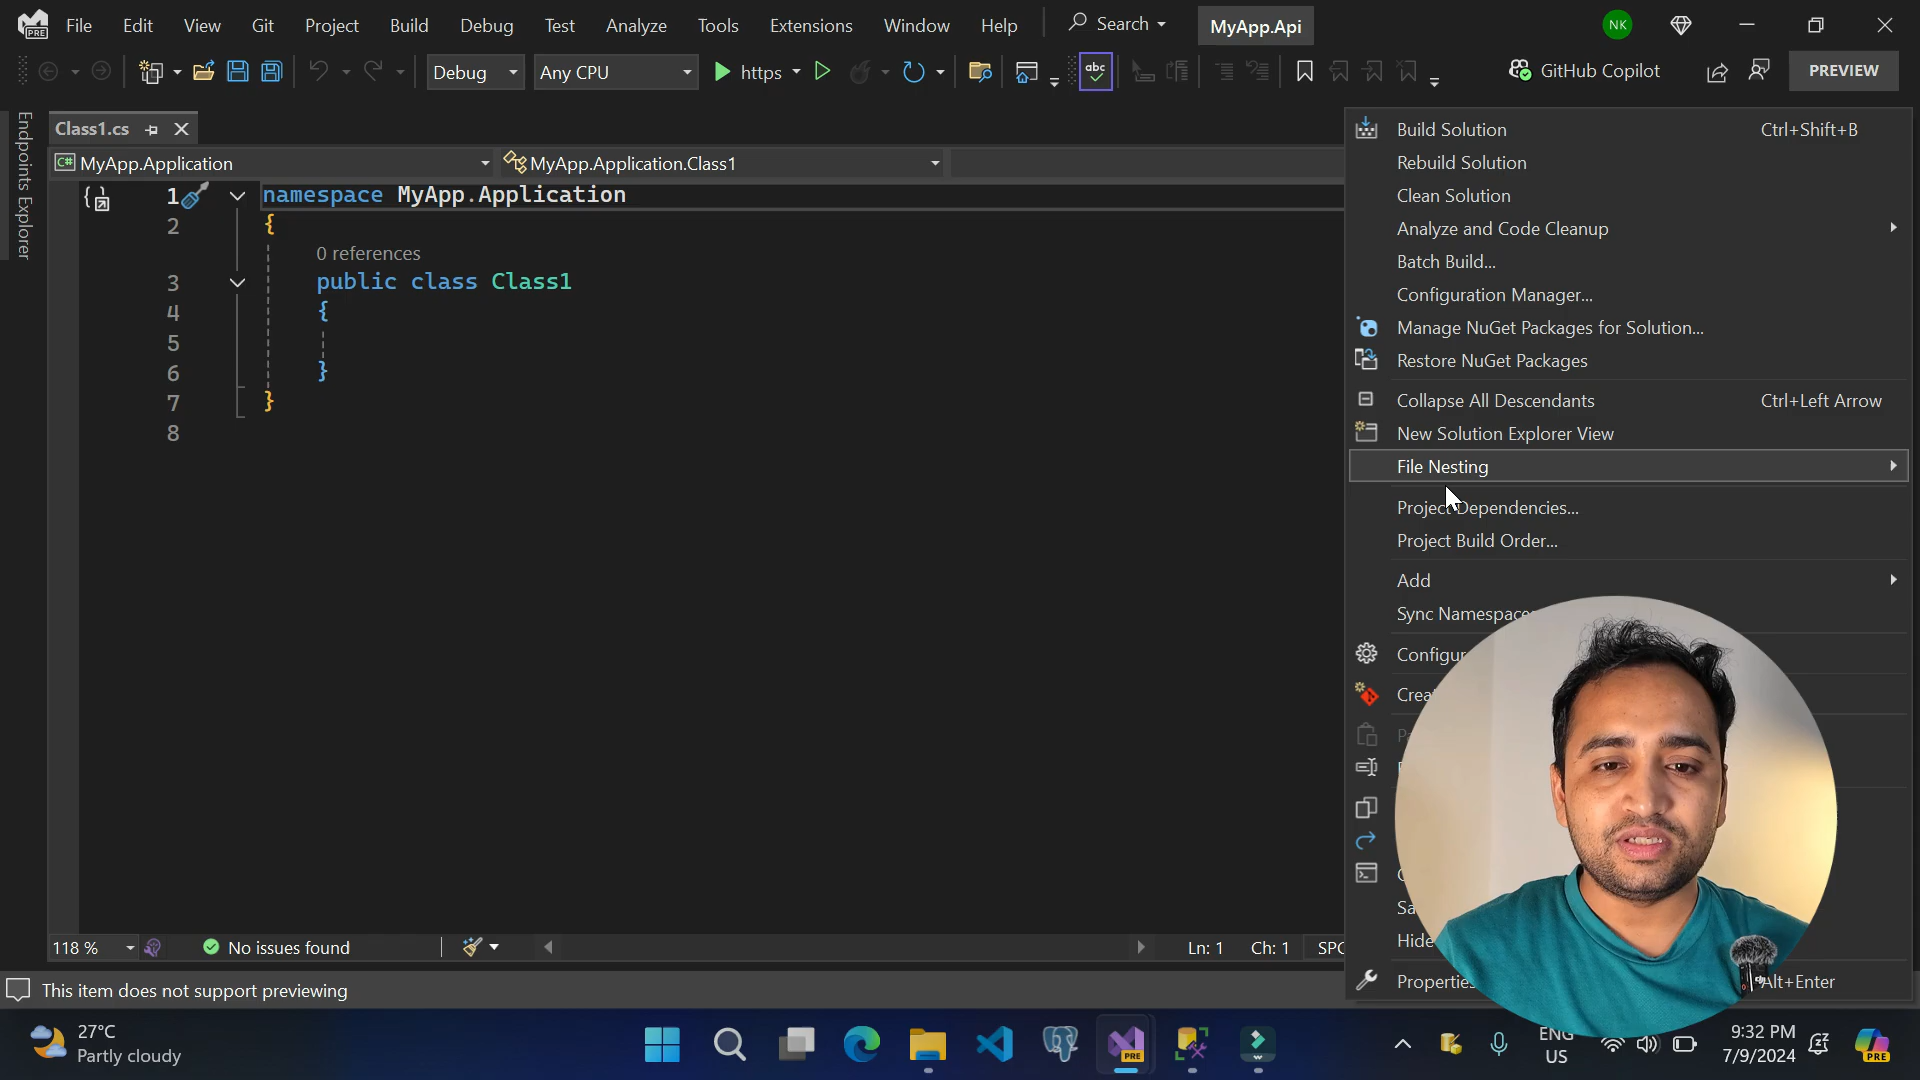 File Edit View Git Project Build Debug Test Analyze Tools Extensions Window Help Search MyApp.Api NK
Debug Any CPU https abc GitHub Copilot PREVIEW
Endpoints Explorer
Class1.cs
C# MyApp.Application MyApp.Application.Class1
1 namespace MyApp.Application
2 {
0 references
3 public class Class1
4 {
5
6 }
7 }
8
Build Solution Ctrl+Shift+B
Rebuild Solution
Clean Solution
Analyze and Code Cleanup
Batch Build...
Configuration Manager...
Manage NuGet Packages for Solution...
Restore NuGet Packages
Collapse All Descendants Ctrl+Left Arrow
New Solution Explorer View
File Nesting
Project Dependencies...
Project Build Order...
Add
Sync Namespaces
Properties Alt+Enter
Hide
118 % No issues found Ln: 1 Ch: 1 SPC
This item does not support previewing
27°C
Partly cloudy
PRE
ENG
US
9:32 PM
7/9/2024
PRE